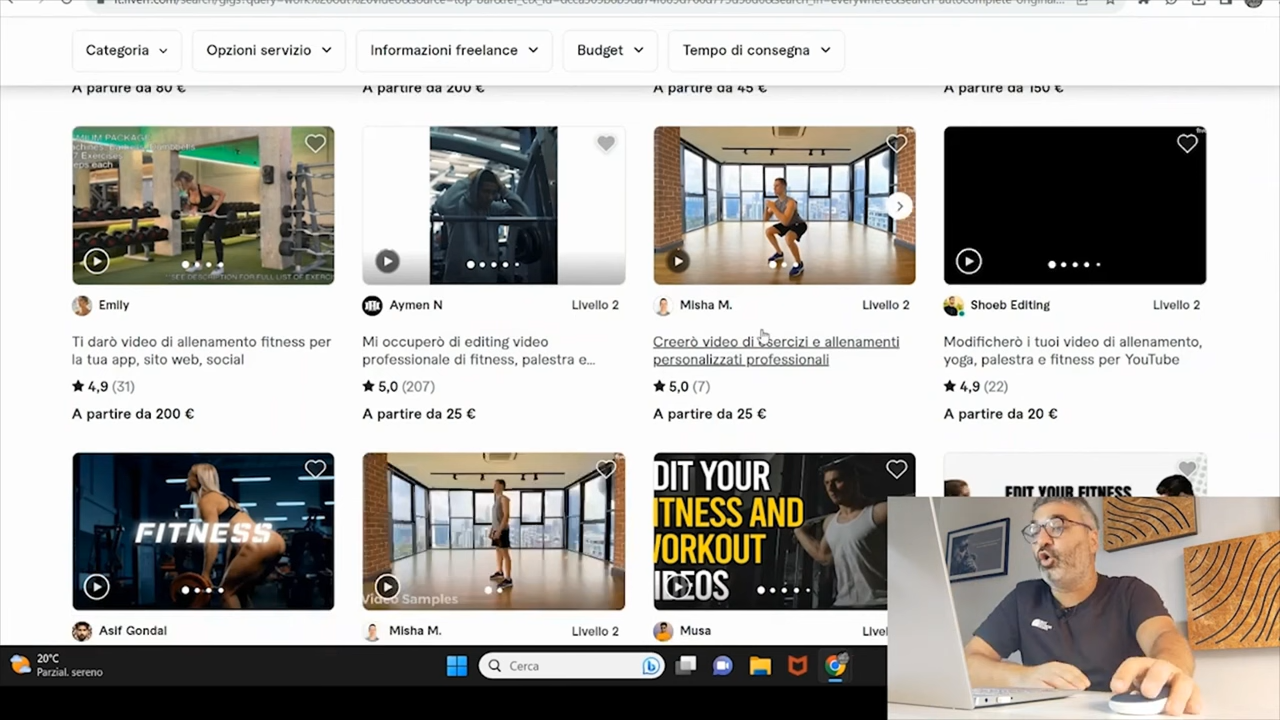 Categoria
Opzioni servizio
Informazioni freelance
Budget
Tempo di consegna
A partire da 80 €
A partire da 200 €
A partire da 45 €
A partire da 150 €
Emily
Ti darò video di allenamento fitness per
la tua app, sito web, social
4,9 (31)
A partire da 200 €
Aymen N
Livello 2
Mi occuperò di editing video
professionale di fitness, palestra e...
5,0 (207)
A partire da 25 €
Misha M.
Livello 2
Creerò video di esercizi e allenamenti
personalizzati professionali
5,0 (7)
A partire da 25 €
Shoeb Editing
Livello 2
Modificherò i tuoi video di allenamento,
yoga, palestra e fitness per YouTube
4,9 (22)
A partire da 20 €
FITNESS
Asif Gondal
Video Samples
Misha M.
Livello 2
DIT YOUR
ITNESS AND
WORKOUT
VIDEOS
Musa
EDIT YOUR FITNESS
20°C
Parzial. sereno
Cerca